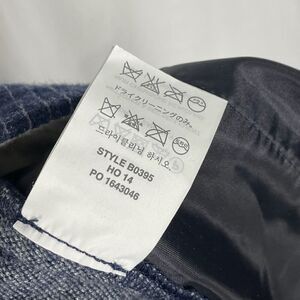 ドライクリーニングのみ。
드라이클리닝 하시오
STYLE B0395
HO 14
PO 1643046